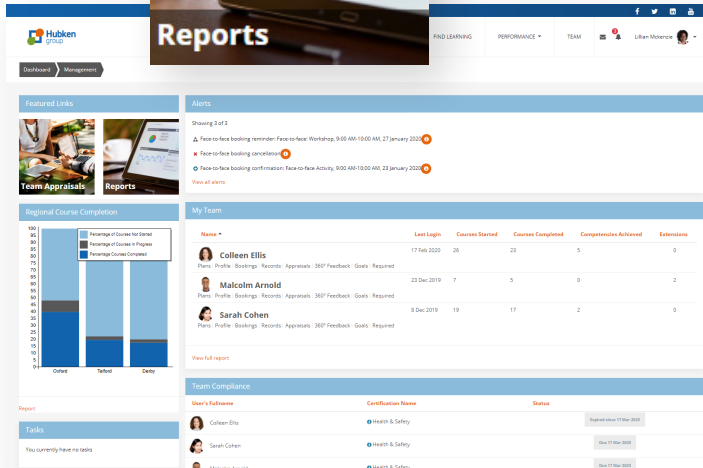 Hubken
group
Reports
FIND LEARNING
PERFORMANCE
TEAM
3
Lillian Mckenzie
Dashboard
Management
Featured Links
Team Appraisals
Reports
Alerts
Showing 3 of 3
Face-to-face booking reminder: Face-to-face: Workshop, 9:00 AM-10:00 AM, 27 January 2020
Face-to-face booking cancellation
Face-to-face booking confirmation: Face-to-face Activity, 9:00 AM-10:00 AM, 23 January 2020
View all alerts
Regional Course Completion
100
95
90
85
80
75
70
65
60
55
50
45
40
35
30
25
20
15
10
5
0
Percentage of Courses Not Started
Percentage of Courses In Progress
Percentage Courses Completed
Oxford Telford Derby
Report
My Team
Name Last Login Courses Started Courses Completed Competencies Achieved Extensions
Colleen Ellis 17 Feb 2020 26 23 5 0
Plans Profile Bookings Records Appraisals 360° Feedback Goals Required
Malcolm Arnold 23 Dec 2019 7 5 0 2
Plans Profile Bookings Records Appraisals 360° Feedback Goals Required
Sarah Cohen 9 Dec 2019 19 17 2 0
Plans Profile Bookings Records Appraisals 360° Feedback Goals Required
View full report
Team Compliance
User's Fullname Certification Name Status
Colleen Ellis Health & Safety Expired since 17 Mar 2020
Sarah Cohen Health & Safety Due 17 Mar 2020
Health & Safety Due 17 Mar 2020
Tasks
You currently have no tasks